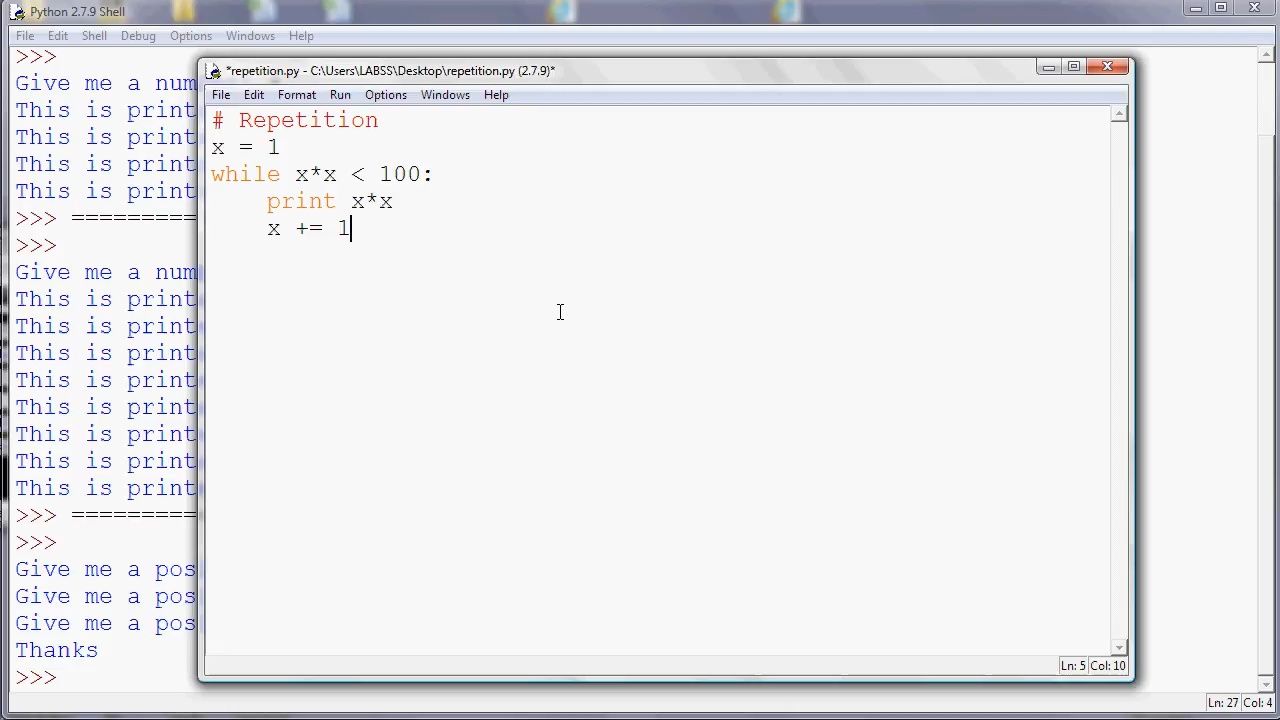 Python 2.7.9 Shell
File Edit Shell Debug Options Windows Help
>>>
Give me a num
This is print
This is print
This is print
This is print
>>> =========
>>>
Give me a num
This is print
This is print
This is print
This is print
This is print
This is print
This is print
This is print
>>> =========
>>>
Give me a pos
Give me a pos
Give me a pos
Thanks
>>>
Ln: 27 Col: 4
*repetition.py - C:\Users\LABSS\Desktop\repetition.py (2.7.9)*
File Edit Format Run Options Windows Help
# Repetition
x = 1
while x*x < 100:
    print x*x
    x += 1
Ln: 5 Col: 10